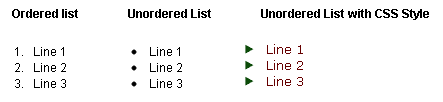 Ordered list Unordered List Unordered List with CSS Style
1. Line 1 • Line 1 ► Line 1
2. Line 2 • Line 2 ► Line 2
3. Line 3 • Line 3 ► Line 3